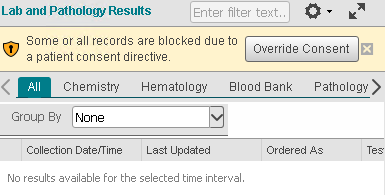 Lab and Pathology Results
Enter filter text..
Some or all records are blocked due to
a patient consent directive.
Override Consent
All Chemistry Hematology Blood Bank Pathology
Group By None
Collection Date/Time Last Updated Ordered As Tes
No results available for the selected time interval.